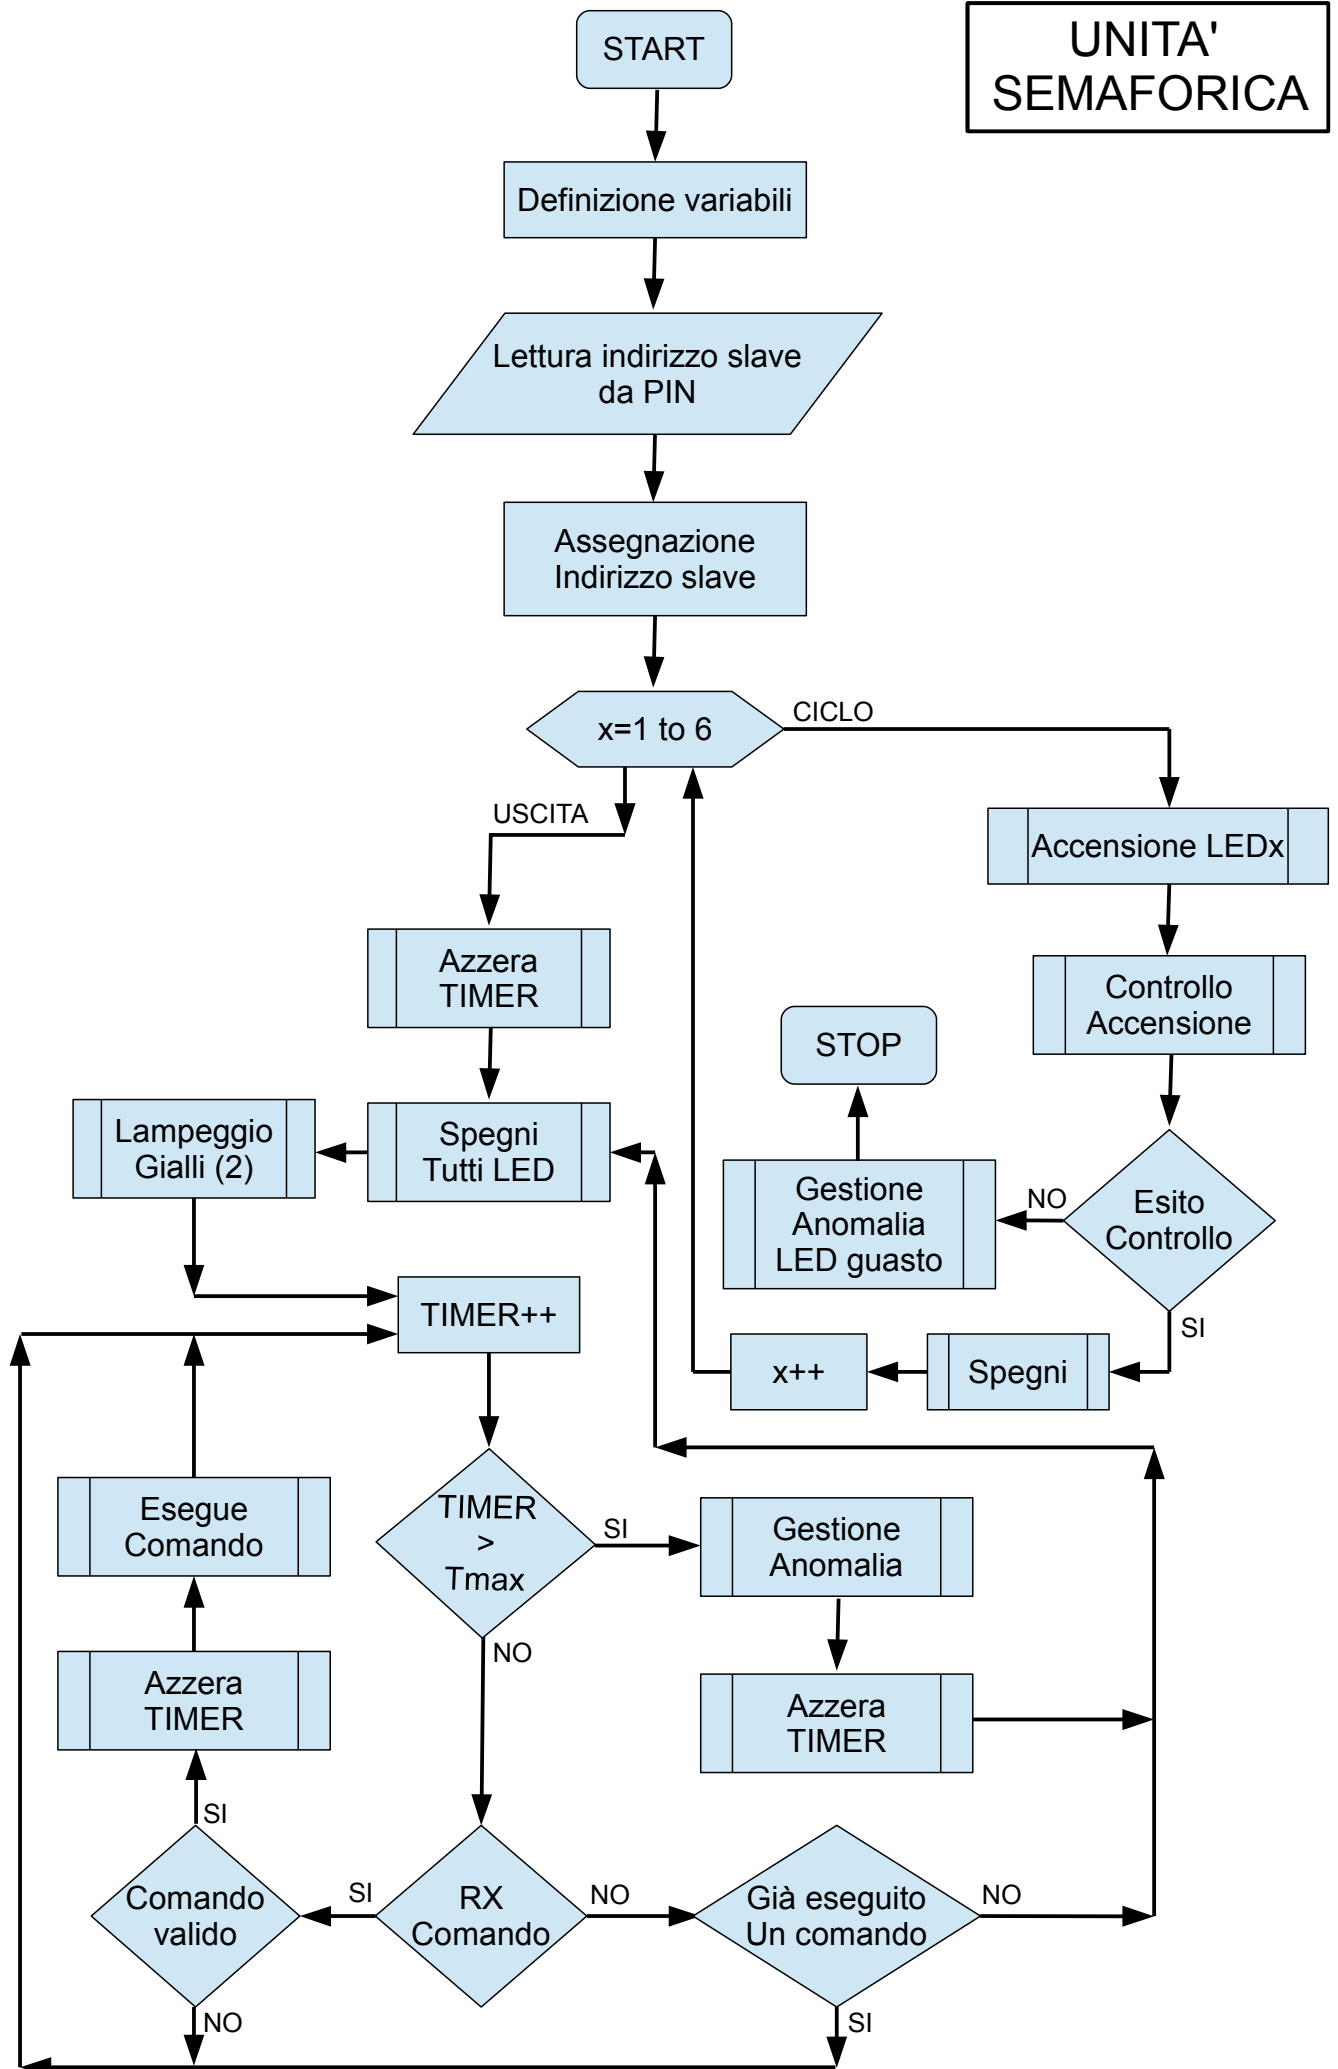 UNITA'
SEMAFORICA
START
Definizione variabili
Lettura indirizzo slave
da PIN
Assegnazione
Indirizzo slave
x=1 to 6
CICLO
USCITA
Accensione LEDx
Azzera
TIMER
Controllo
Accensione
STOP
Lampeggio
Gialli (2)
Spegni
Tutti LED
Gestione
Anomalia
LED guasto
NO
Esito
Controllo
SI
TIMER++
x++
Spegni
Esegue
Comando
TIMER
>
Tmax
SI
Gestione
Anomalia
NO
Azzera
TIMER
Azzera
TIMER
SI
Comando
valido
SI
RX
Comando
NO
Già eseguito
Un comando
NO
NO
SI